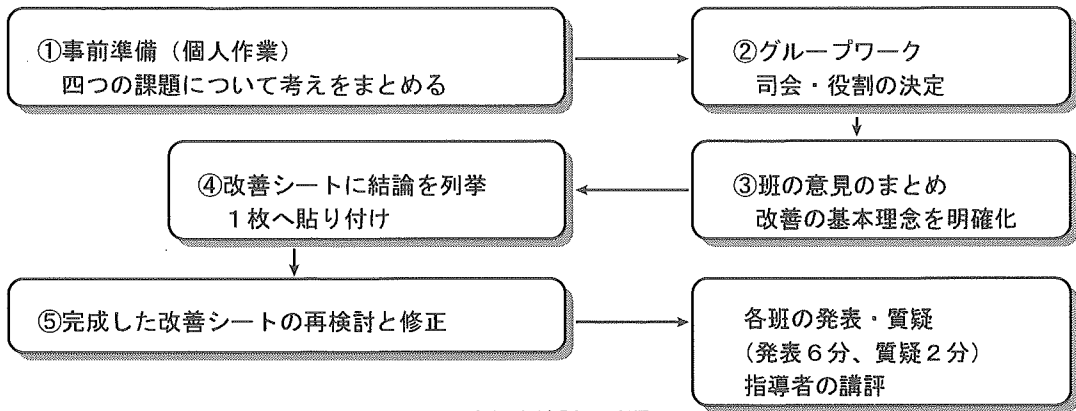 ①事前準備（個人作業）
四つの課題について考えをまとめる
②グループワーク
司会・役割の決定
③班の意見のまとめ
改善の基本理念を明確化
④改善シートに結論を列挙
１枚へ貼り付け
⑤完成した改善シートの再検討と修正
各班の発表・質疑
（発表６分、質疑２分）
指導者の講評